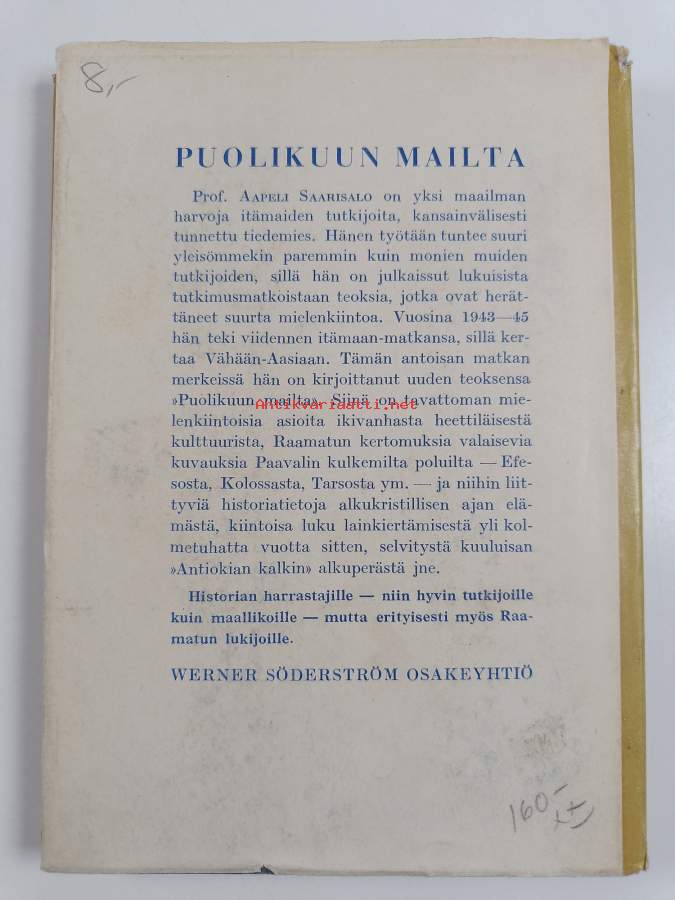 8,-
PUOLIKUUN MAILTA
Prof. AAPELI SAARISALO on yksi maailman
harvoja itämaiden tutkijoita, kansainvälisesti
tunnettu tiedemies. Hänen työtään tuntee suuri
yleisömmekin paremmin kuin monien muiden
tutkijoiden, sillä hän on julkaissut lukuisista
tutkimusmatkoistaan teoksia, jotka ovat herät-
täneet suurta mielenkiintoa. Vuosina 1943—45
hän teki viidennen itämaan-matkansa, sillä ker-
taa Vähään-Aasiaan. Tämän antoisan matkan
merkeissä hän on kirjoittanut uuden teoksensa
»Puolikuun mailta». Siinä on tavattoman mie-
Antikvariaatti.net
lenkiintoisia asioita ikivanhasta heettiläisestä
kulttuurista, Raamatun kertomuksia valaisevia
kuvauksia Paavalin kulkemilta poluilta — Efe-
sosta, Kolossasta, Tarsosta ym. — ja niihin liit-
tyviä historiatietoja alkukristillisen ajan elä-
mästä, kiintoisa luku lainkiertämisestä yli kol-
metuhatta vuotta sitten, selvitystä kuuluisan
»Antiokian kalkin» alkuperästä jne.
Historian harrastajille — niin hyvin tutkijoille
kuin maallikoille — mutta erityisesti myös Raa-
matun lukijoille.
WERNER SÖDERSTRÖM OSAKEYHTIÖ
160-